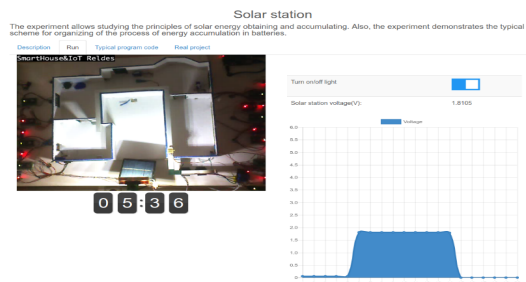 Solar station
The experiment allows studying the principles of solar energy obtaining and accumulating. Also, the experiment demonstrates the typical
scheme for organizing of the process of energy accumulation in batteries.
Description Run Typical program code Real project
SmartHouse&IoT Reldes
Turn on/off light
Solar station voltage(V): 1.8105
Voltage
6.0
5.5
5.0
4.5
4.0
3.5
3.0
2.5
2.0
1.5
1.0
0.5
0
05:36